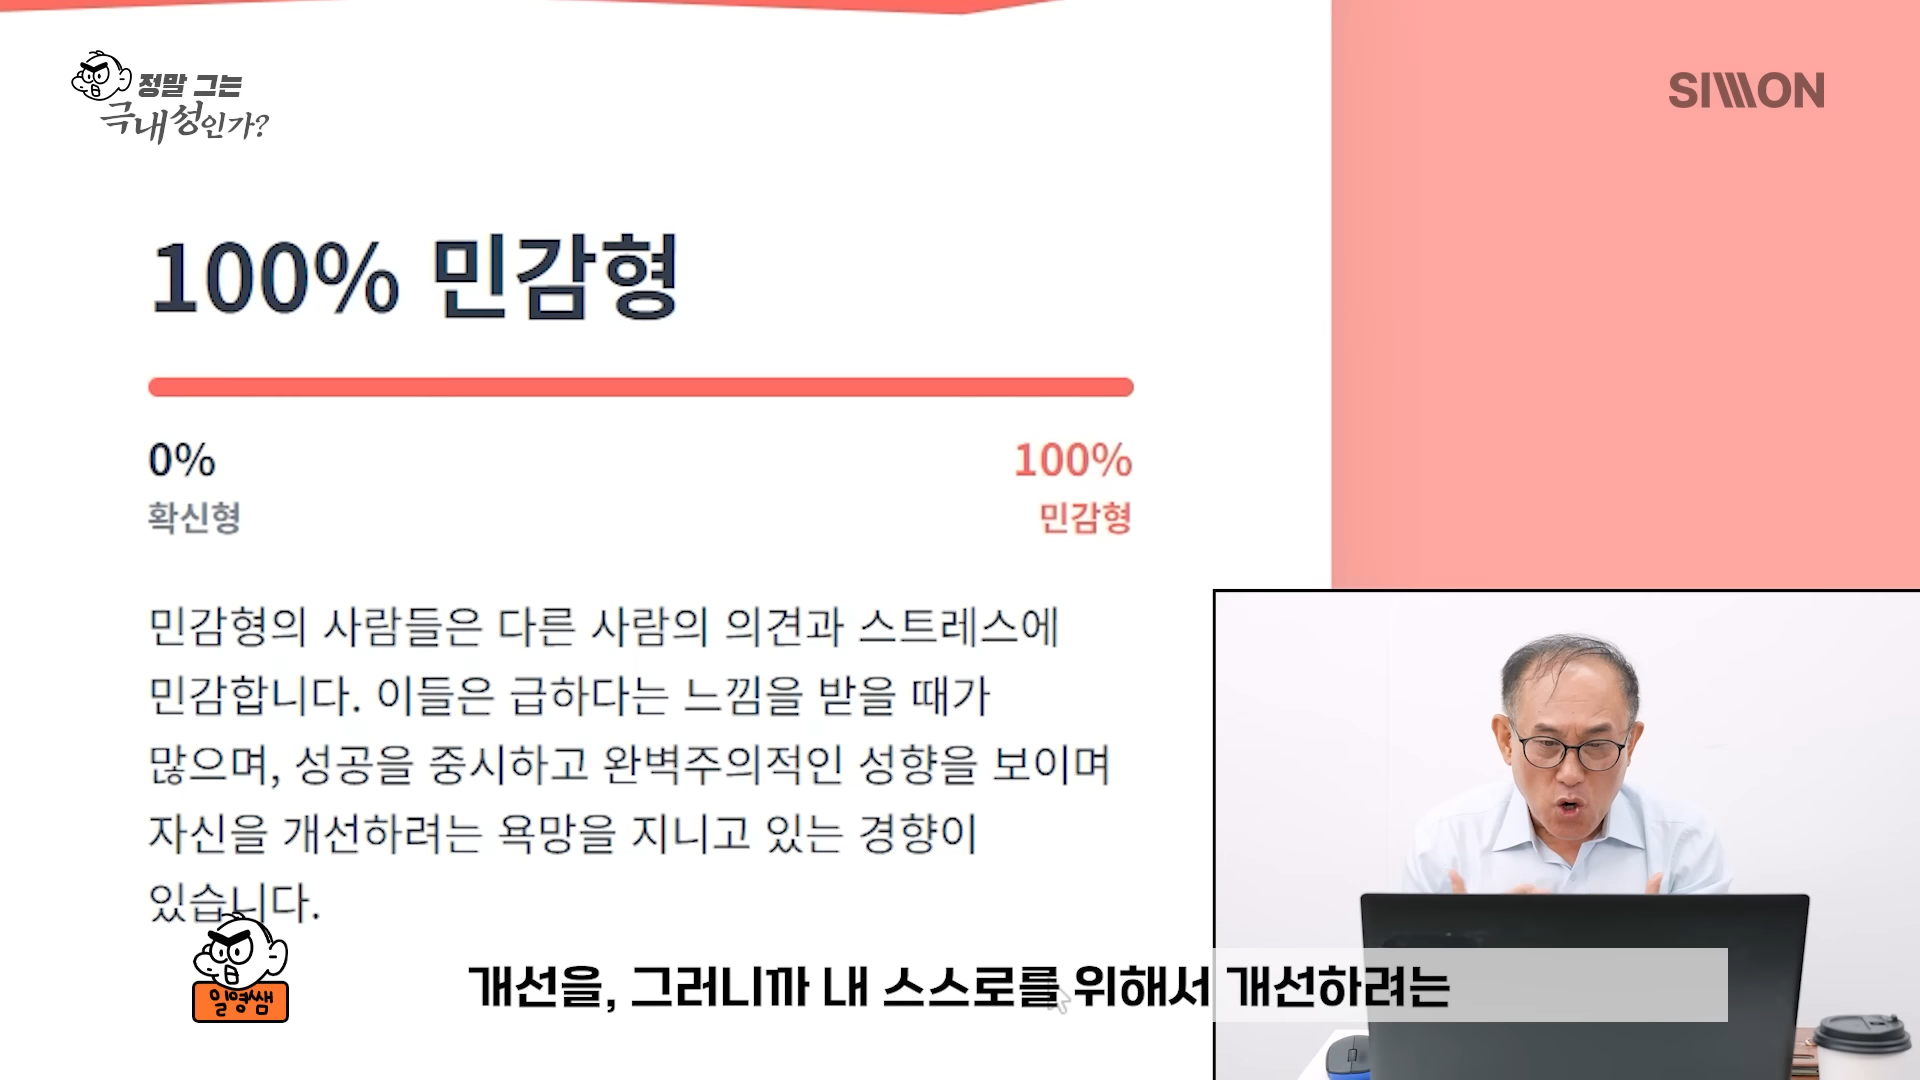 정말 그는
극내성인가?
SIMON
100% 민감형
0%
100%
확신형
민감형
민감형의 사람들은 다른 사람의 의견과 스트레스에
민감합니다. 이들은 급하다는 느낌을 받을 때가
많으며, 성공을 중시하고 완벽주의적인 성향을 보이며
자신을 개선하려는 욕망을 지니고 있는 경향이
있습니다.
일영쌤
개선을, 그러니까 내 스스로를 위해서 개선하려는